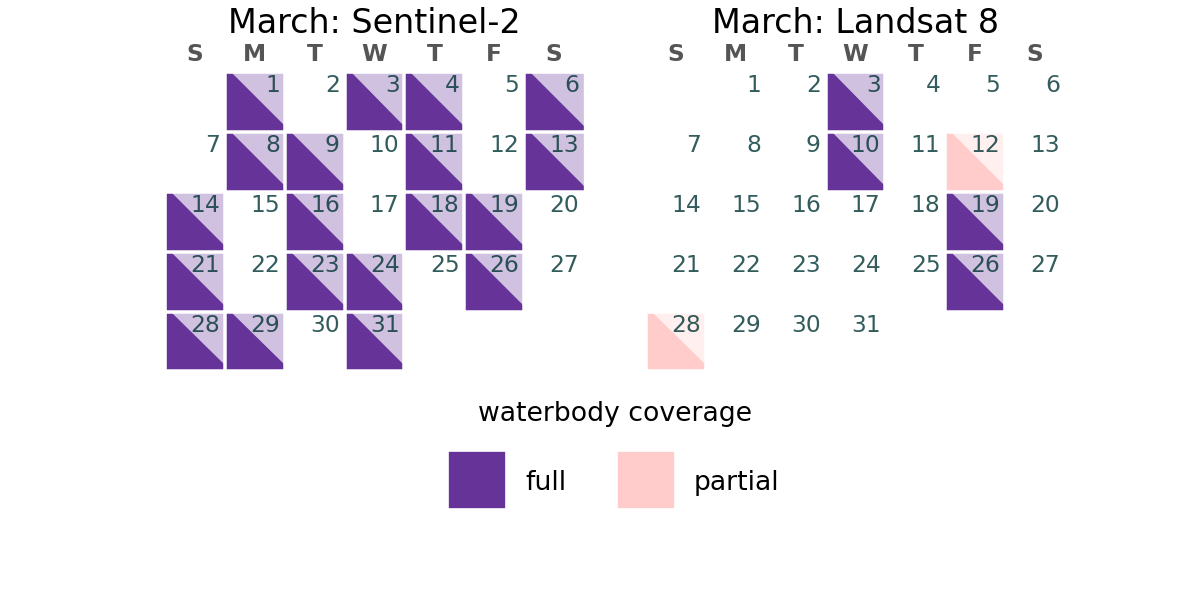 March: Sentinel-2
S M T W T F S
1 2 3 4 5 6
7 8 9 10 11 12 13
14 15 16 17 18 19 20
21 22 23 24 25 26 27
28 29 30 31
March: Landsat 8
S M T W T F S
1 2 3 4 5 6
7 8 9 10 11 12 13
14 15 16 17 18 19 20
21 22 23 24 25 26 27
28 29 30 31
waterbody coverage
full
partial